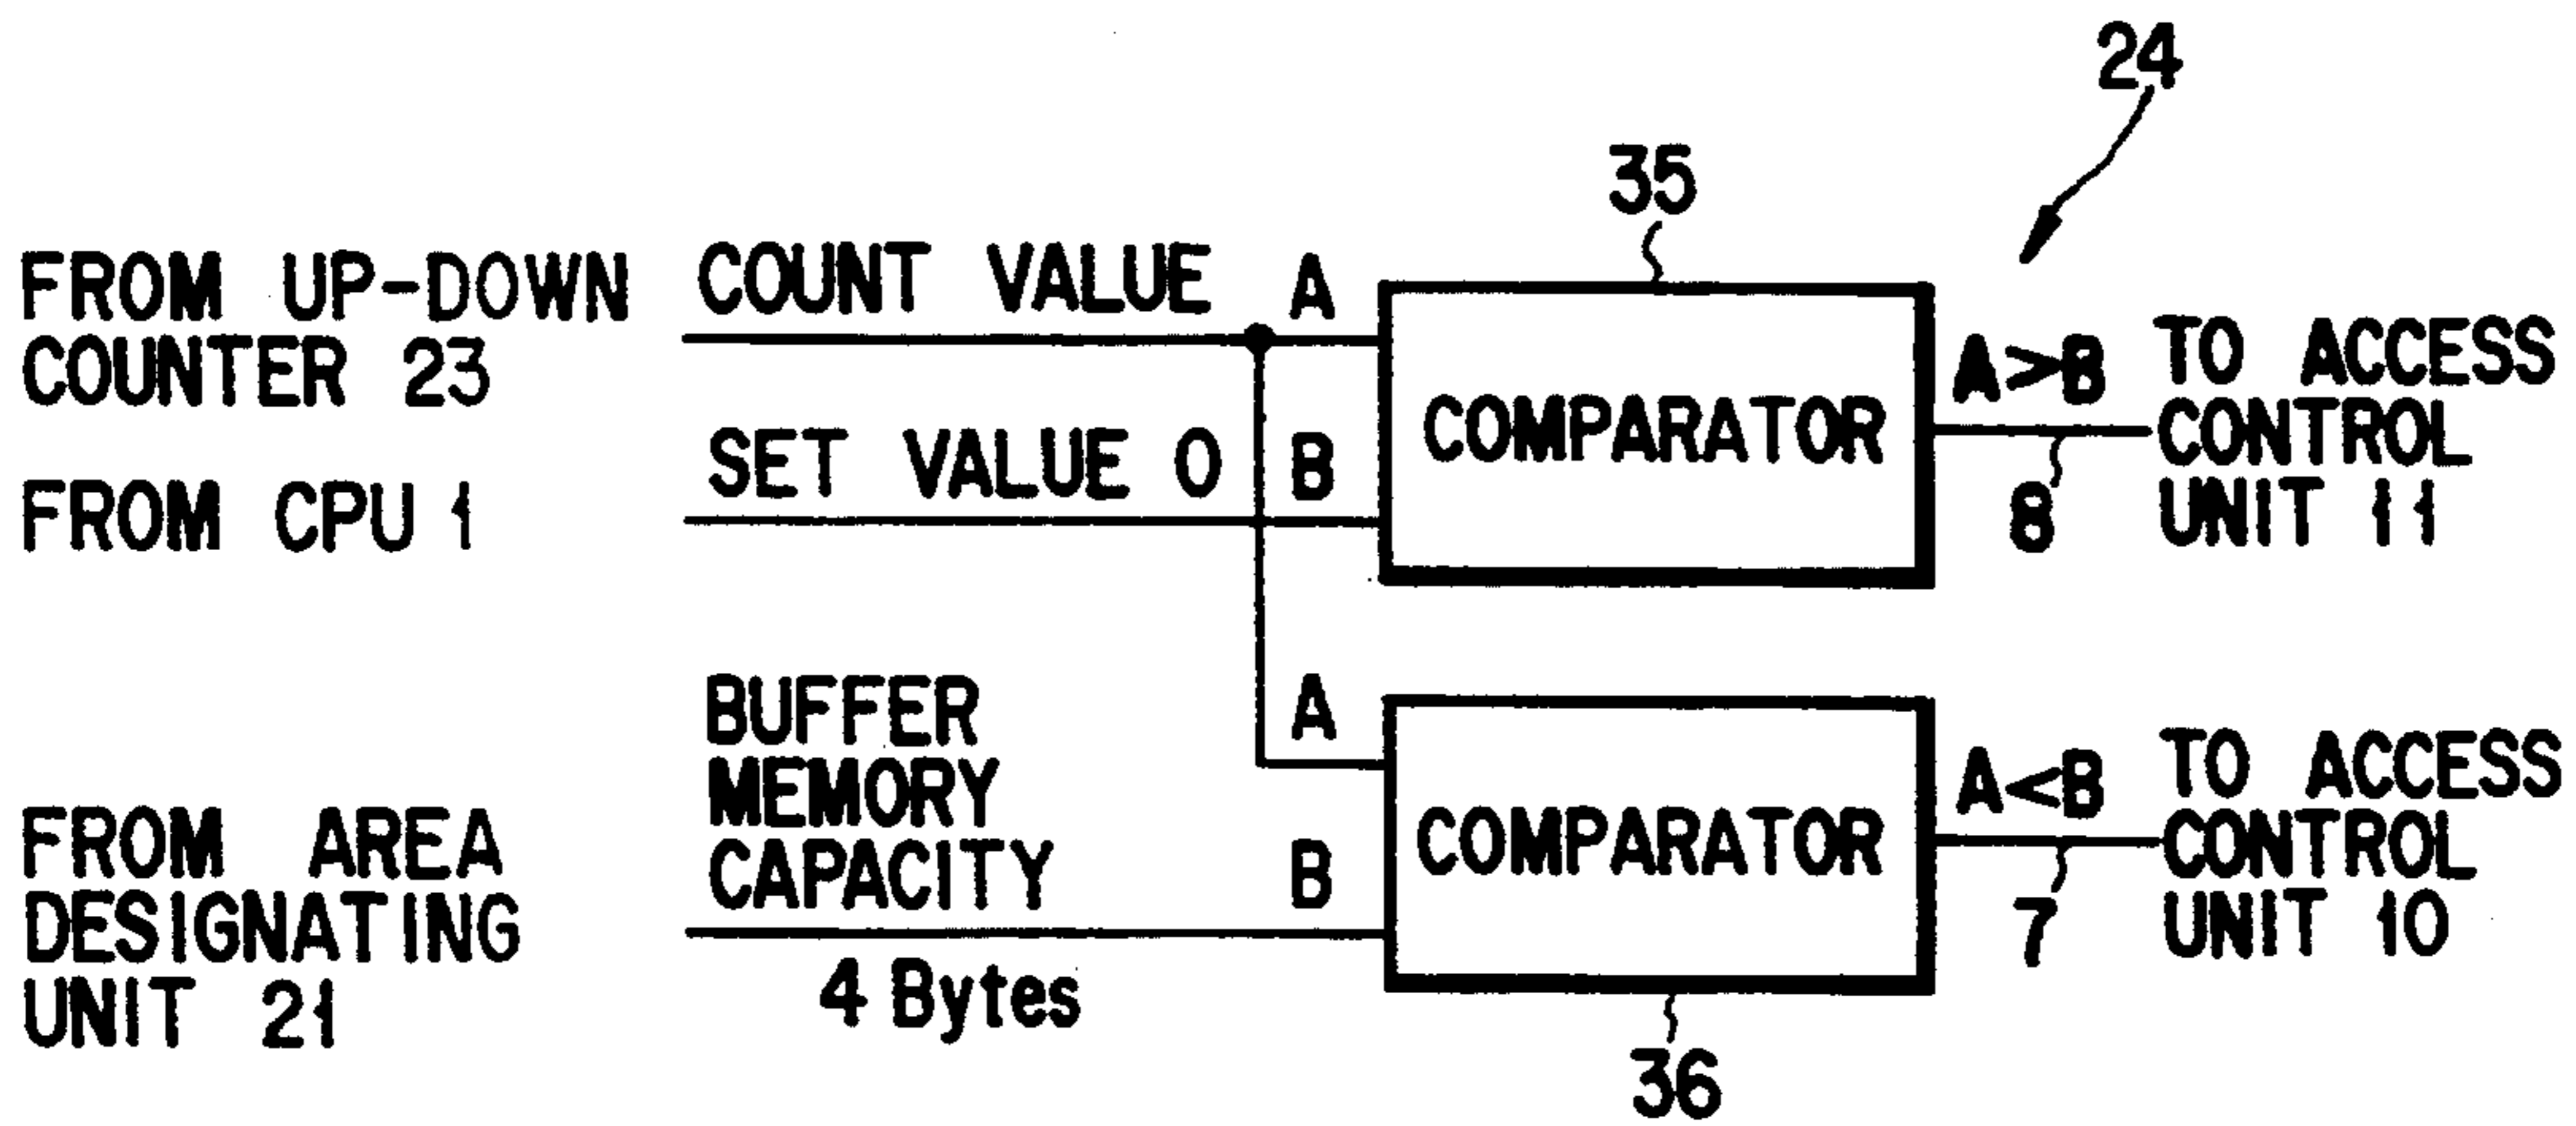 24
35
FROM UP-DOWN
COUNTER 23
COUNT VALUE
A
SET VALUE 0
B
FROM CPU 1
COMPARATOR
A>B
8
TO ACCESS
CONTROL
UNIT 11
BUFFER
MEMORY
CAPACITY
A
B
FROM AREA
DESIGNATING
UNIT 21
4 Bytes
COMPARATOR
A<B
7
TO ACCESS
CONTROL
UNIT 10
36